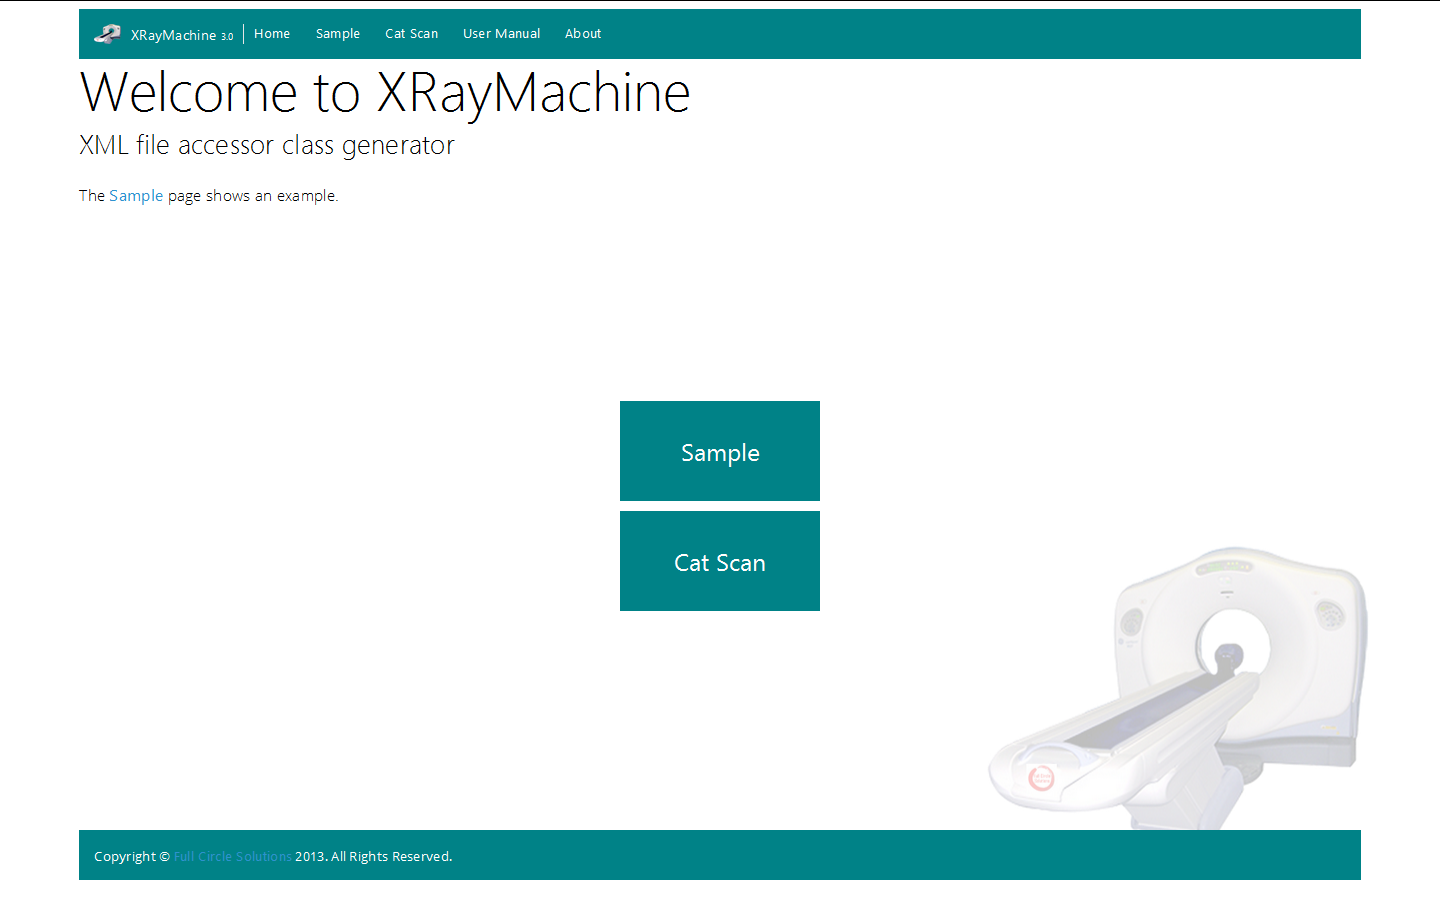 XRayMachine 3.0 Home Sample Cat Scan User Manual About
Welcome to XRayMachine
XML file accessor class generator
The Sample page shows an example.
Sample
Cat Scan
Copyright © Full Circle Solutions 2013. All Rights Reserved.